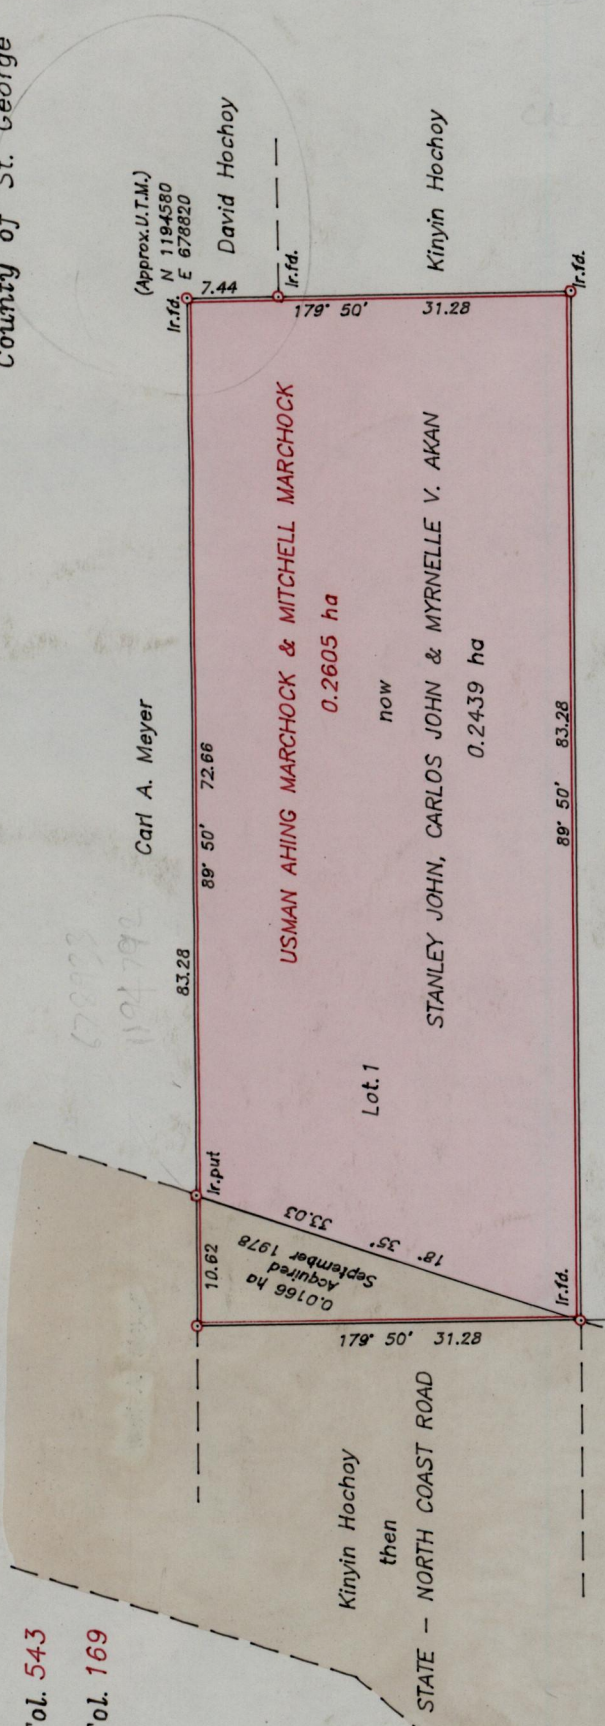 County of St. George
(Approx.U.T.M.)
N 1194580
E 678820
Ir.fd.
7.44
David Hochoy
Ir.fd.
179° 50' 31.28
Kinyin Hochoy
Ir.fd.
Carl A. Meyer
83.28
89° 50' 72.66
USMAN AHING MARCHOCK & MITCHELL MARCHOCK
0.2605 ha
now
STANLEY JOHN, CARLOS JOHN & MYRNELLE V. AKAN
0.2439 ha
89° 50' 83.28
Lot.1
Ir.put
10.62
33.03
18° 35'
0.0166 ha
Acquired
September 1978
Ir.fd.
179° 50' 31.28
Kinyin Hochoy
then
STATE – NORTH COAST ROAD
ol. 543
ol. 169